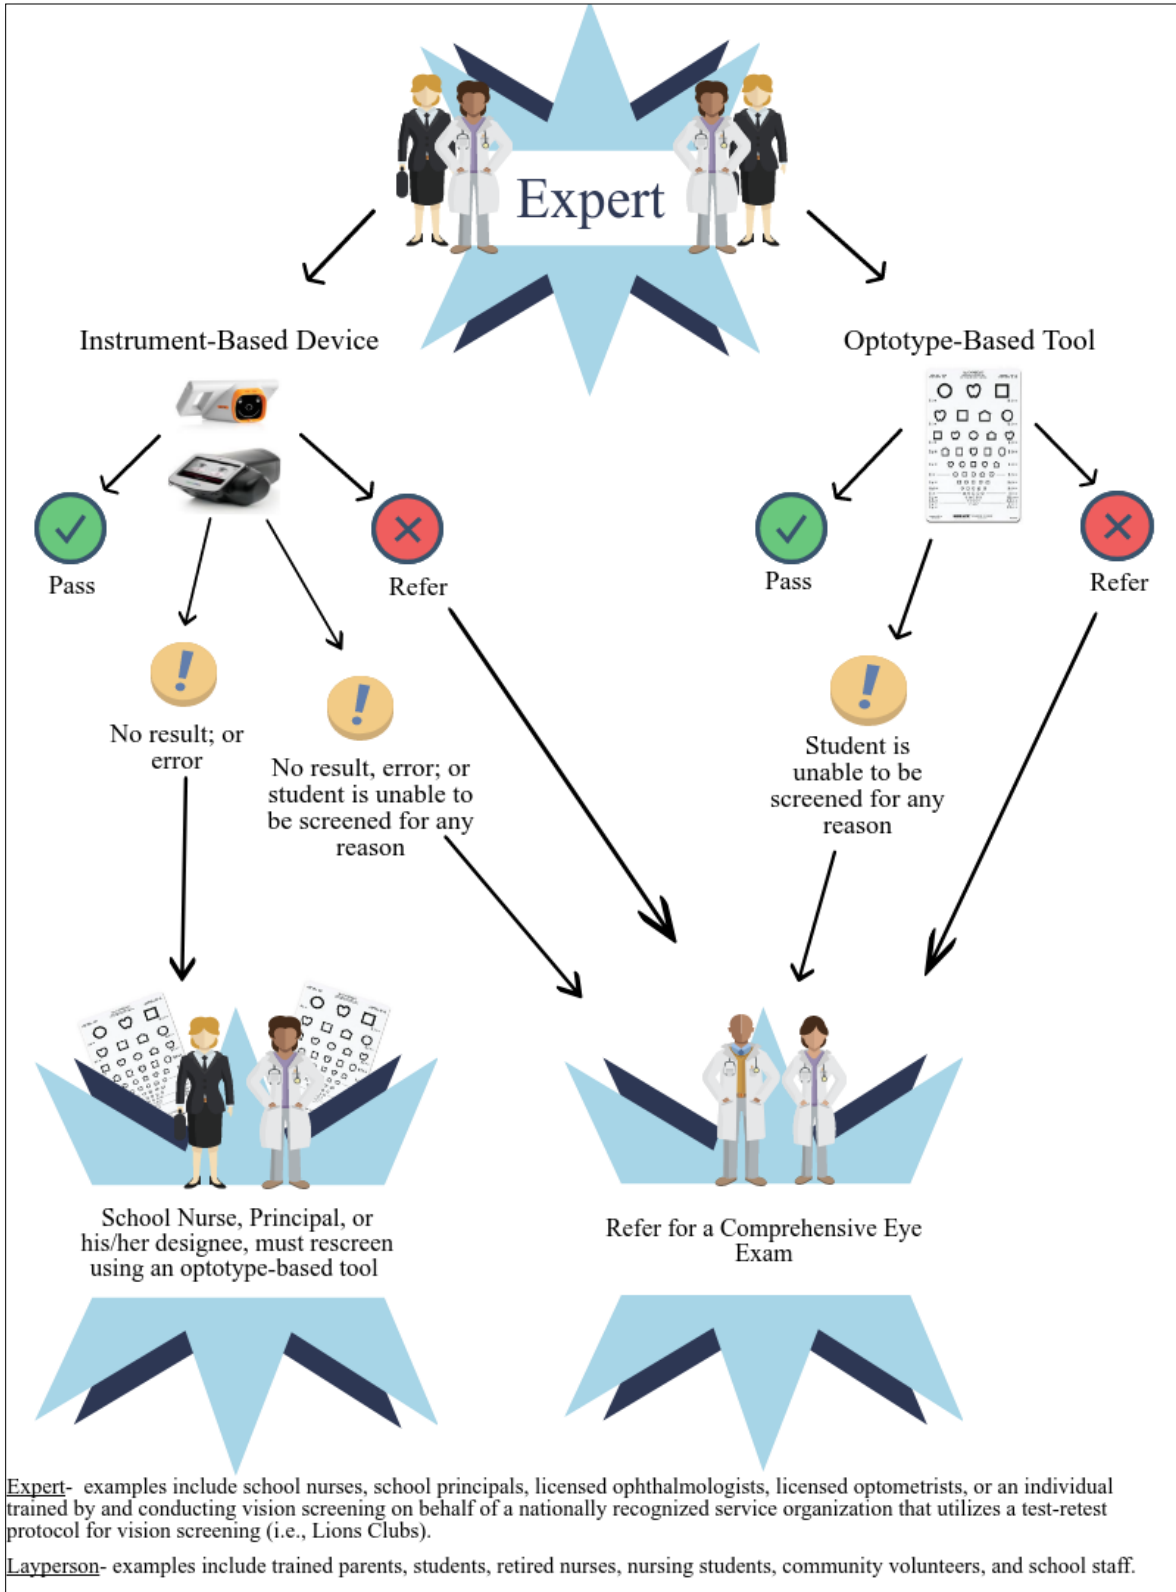 Expert
Instrument-Based Device
Optotype-Based Tool
Pass
Refer
Pass
Refer
No result; or
error
No result, error; or
student is unable to
be screened for any
reason
Student is
unable to be
screened for any
reason
School Nurse, Principal, or
his/her designee, must rescreen
using an optotype-based tool
Refer for a Comprehensive Eye
Exam
Expert- examples include school nurses, school principals, licensed ophthalmologists, licensed optometrists, or an individual
trained by and conducting vision screening on behalf of a nationally recognized service organization that utilizes a test-retest
protocol for vision screening (i.e., Lions Clubs).
Layperson- examples include trained parents, students, retired nurses, nursing students, community volunteers, and school staff.